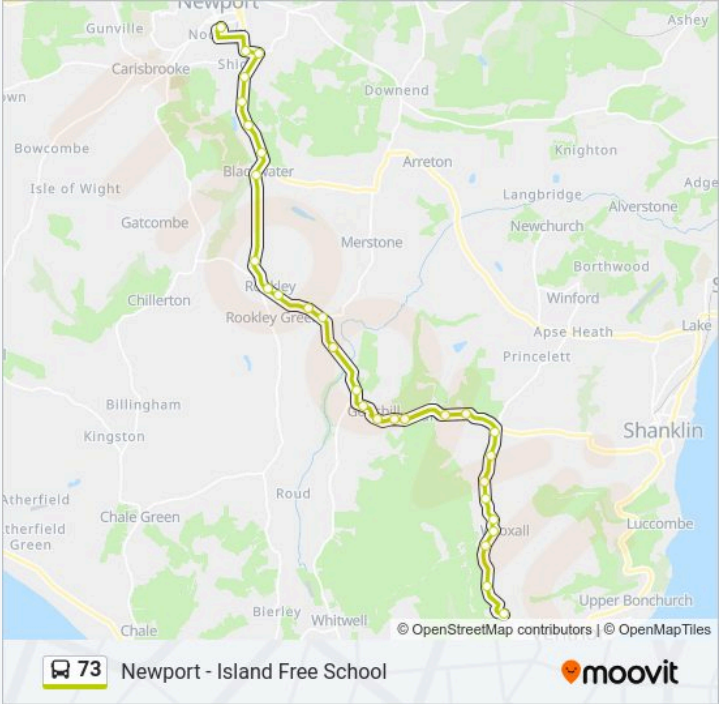 Newport
Gunville
Ashey
Carisbrooke
Downend
Bowcombe
Arreton
Knighton
Isle of Wight
Langbridge
Alverstone
Gatcombe
Newchurch
Merstone
Borthwood
Chillerton
Winford
Rookley Gree
Apse Heath
Lake
Princelett
Billingham
Kingston
Shanklin
Roud
Atherfield
Chale Green
therfield
Green
Luccombe
Upper Bonchurch
Bierley
Whitwell
Chale
© OpenStreetMap contributors | © OpenMapTiles
73 Newport - Island Free School
moovit